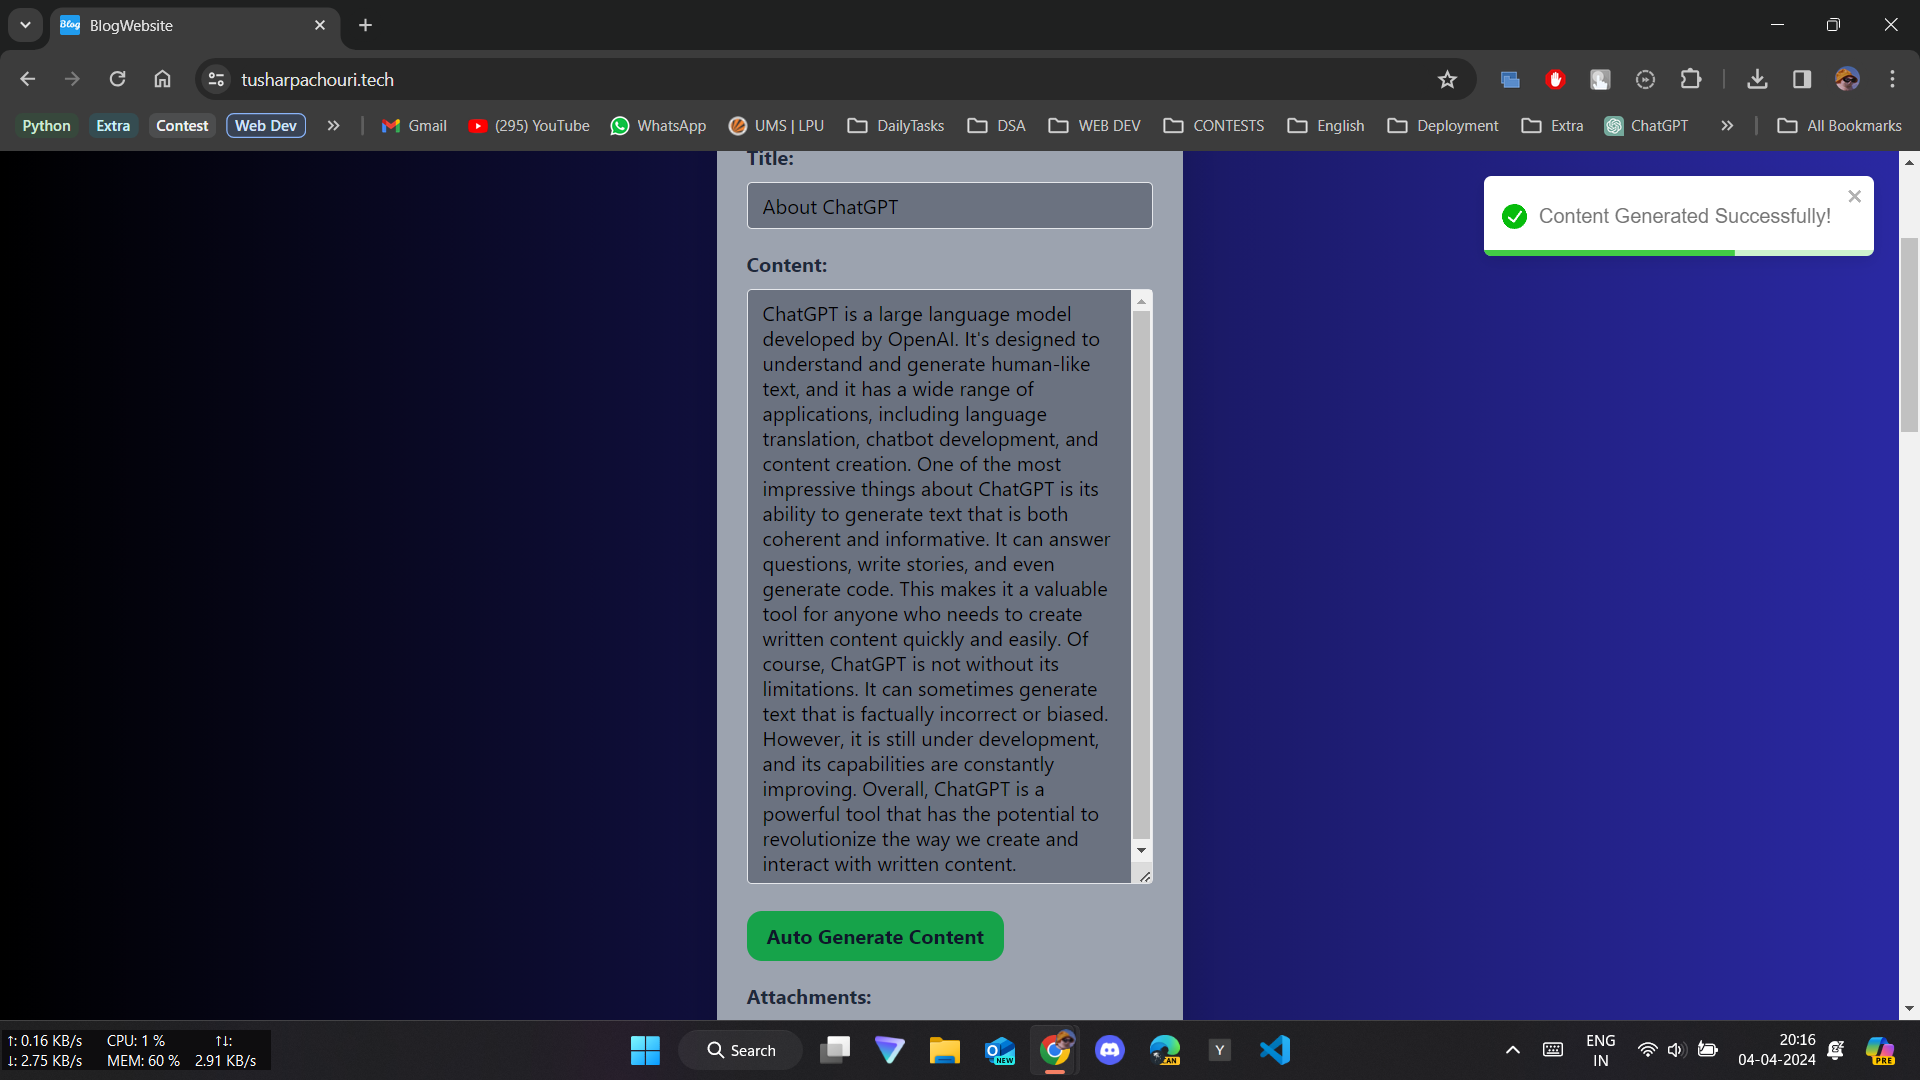 Blog BlogWebsite
tusharpachouri.tech
Python Extra Contest Web Dev Gmail (295) YouTube WhatsApp UMS | LPU DailyTasks DSA WEB DEV CONTESTS English Deployment Extra ChatGPT All Bookmarks
Title:
About ChatGPT
Content Generated Successfully!
Content:
ChatGPT is a large language model
developed by OpenAI. It's designed to
understand and generate human-like
text, and it has a wide range of
applications, including language
translation, chatbot development, and
content creation. One of the most
impressive things about ChatGPT is its
ability to generate text that is both
coherent and informative. It can answer
questions, write stories, and even
generate code. This makes it a valuable
tool for anyone who needs to create
written content quickly and easily. Of
course, ChatGPT is not without its
limitations. It can sometimes generate
text that is factually incorrect or biased.
However, it is still under development,
and its capabilities are constantly
improving. Overall, ChatGPT is a
powerful tool that has the potential to
revolutionize the way we create and
interact with written content.
Auto Generate Content
Attachments:
↑: 0.16 KB/s CPU: 1 % ↑↓:
↓: 2.75 KB/s MEM: 60 % 2.91 KB/s
Search
NEW
CAN
Y
ENG
IN
20:16
04-04-2024
PRE